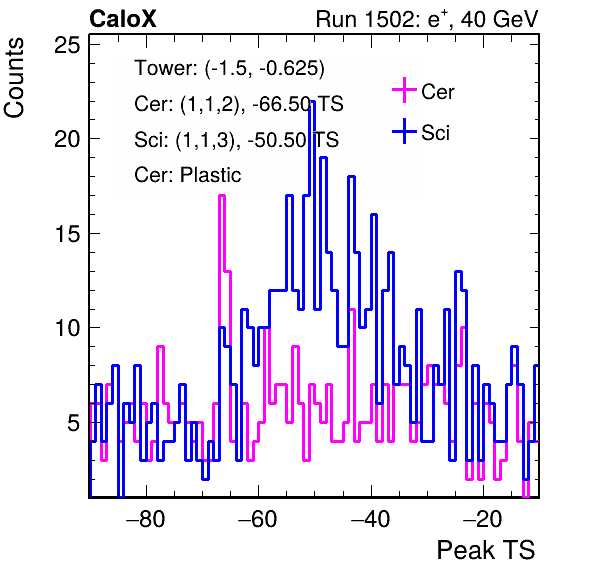 CaloX Run 1502: e+, 40 GeV
Counts
25
20
15
10
5
Tower: (-1.5, -0.625)
Cer: (1,1,2), -66.50 TS
Sci: (1,1,3), -50.50 TS
Cer: Plastic
Cer
Sci
−80 −60 −40 −20
Peak TS